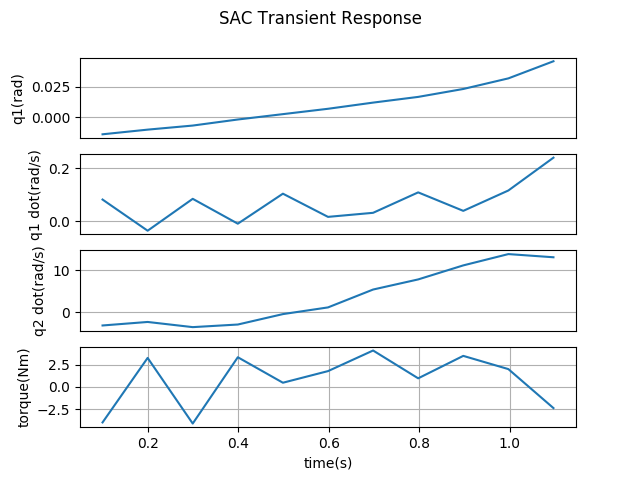 SAC Transient Response
q1(rad)
0.025
0.000
q1 dot(rad/s)
0.2
0.0
q2 dot(rad/s)
10
0
torque(Nm)
2.5
0.0
−2.5
0.2 0.4 0.6 0.8 1.0
time(s)